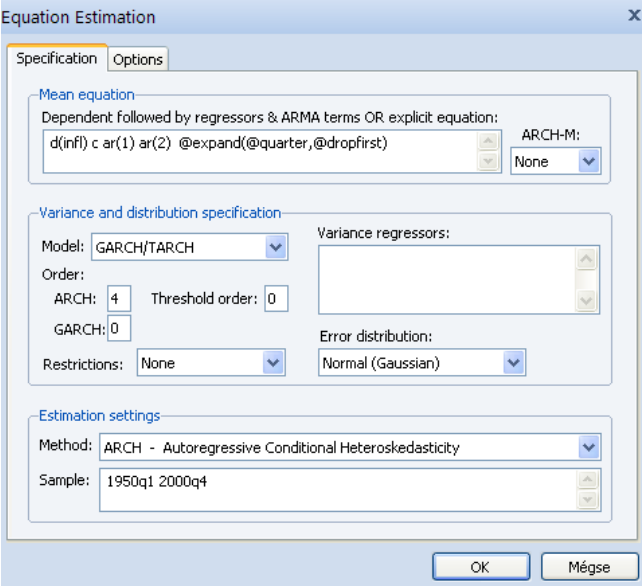 Equation Estimation x
Specification Options
Mean equation
Dependent followed by regressors & ARMA terms OR explicit equation:
ARCH-M:
d(infl) c ar(1) ar(2) @expand(@quarter,@dropfirst)
None
Variance and distribution specification
Model: GARCH/TARCH
Variance regressors:
Order:
ARCH: 4 Threshold order: 0
GARCH: 0
Error distribution:
Restrictions: None
Normal (Gaussian)
Estimation settings
Method: ARCH - Autoregressive Conditional Heteroskedasticity
Sample: 1950q1 2000q4
OK Mégse